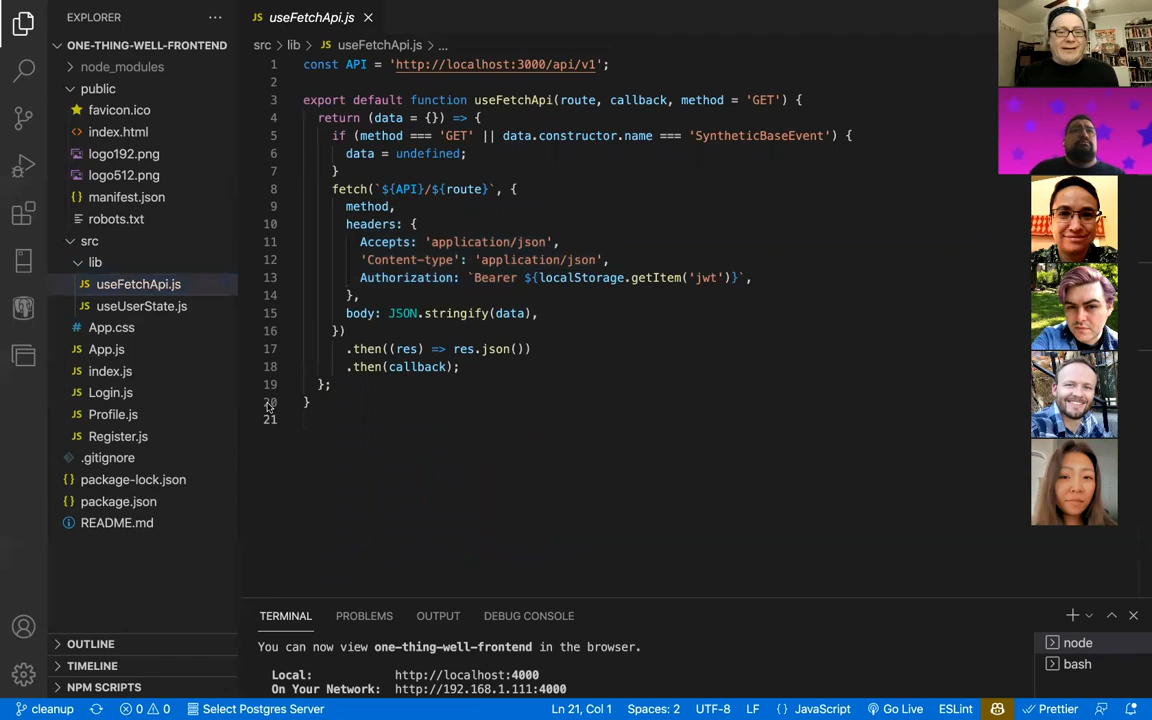 EXPLORER ...
ONE-THING-WELL-FRONTEND
node_modules
public
favicon.ico
index.html
logo192.png
logo512.png
manifest.json
robots.txt
src
lib
useFetchApi.js
useUserState.js
App.css
App.js
index.js
Login.js
Profile.js
Register.js
.gitignore
package-lock.json
package.json
README.md
OUTLINE
TIMELINE
NPM SCRIPTS
JS useFetchApi.js
src > lib > JS useFetchApi.js > ...
1 const API = 'http://localhost:3000/api/v1';
2
3 export default function useFetchApi(route, callback, method = 'GET') {
4 return (data = {}) => {
5 if (method === 'GET' || data.constructor.name === 'SyntheticBaseEvent') {
6 data = undefined;
7 }
8 fetch(`${API}/${route}`, {
9 method,
10 headers: {
11 Accepts: 'application/json',
12 'Content-type': 'application/json',
13 Authorization: `Bearer ${localStorage.getItem('jwt')}`,
14 },
15 body: JSON.stringify(data),
16 })
17 .then((res) => res.json())
18 .then(callback);
19 };
20 }
21
TERMINAL PROBLEMS OUTPUT DEBUG CONSOLE
You can now view one-thing-well-frontend in the browser.
Local: http://localhost:4000
On Your Network: http://192.168.1.111:4000
node
bash
cleanup 0 0 Select Postgres Server Ln 21, Col 1 Spaces: 2 UTF-8 LF {} JavaScript Go Live ESLint Prettier